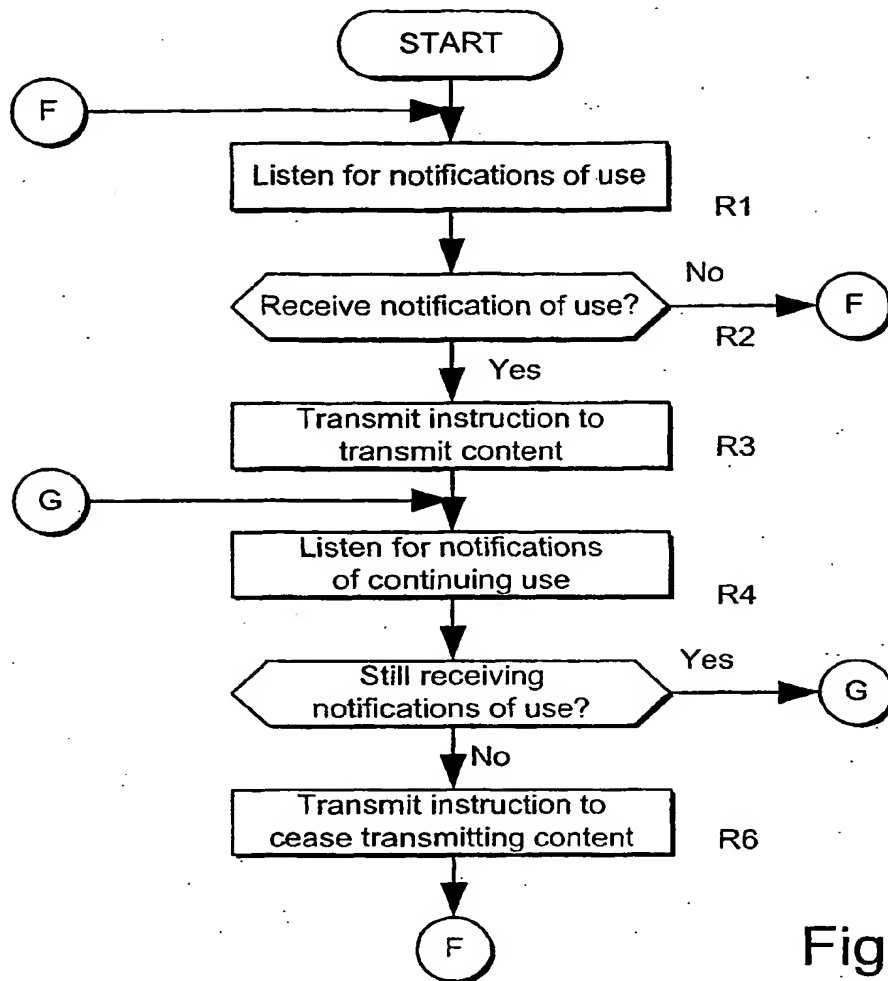 START
F
Listen for notifications of use
R1
No
Receive notification of use?
F
R2
Yes
Transmit instruction to
transmit content
R3
G
Listen for notifications
of continuing use
R4
Yes
Still receiving
notifications of use?
G
No
Transmit instruction to
cease transmitting content
R6
F
Fig